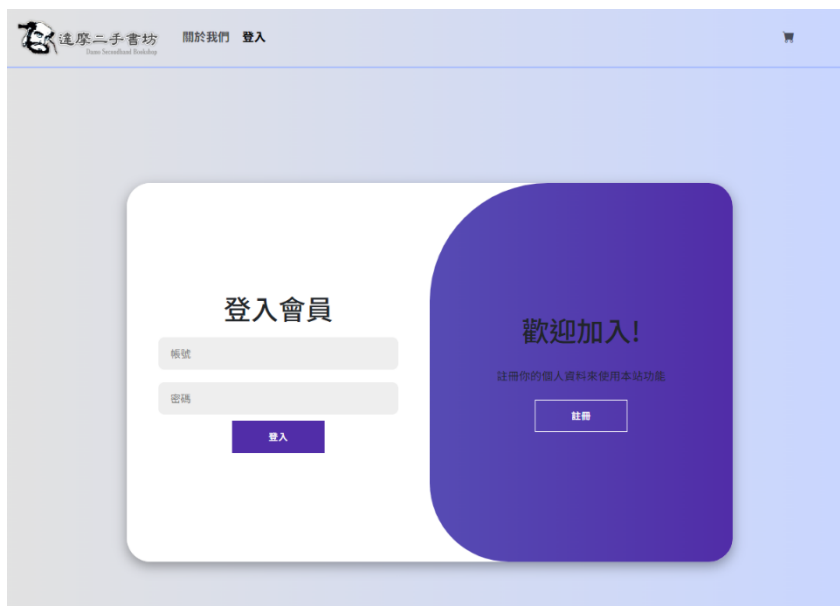 達摩二手書坊
Damo Secondhand Bookshop
關於我們 登入
登入會員
帳號
密碼
登入
歡迎加入!
註冊你的個人資料來使用本站功能
註冊